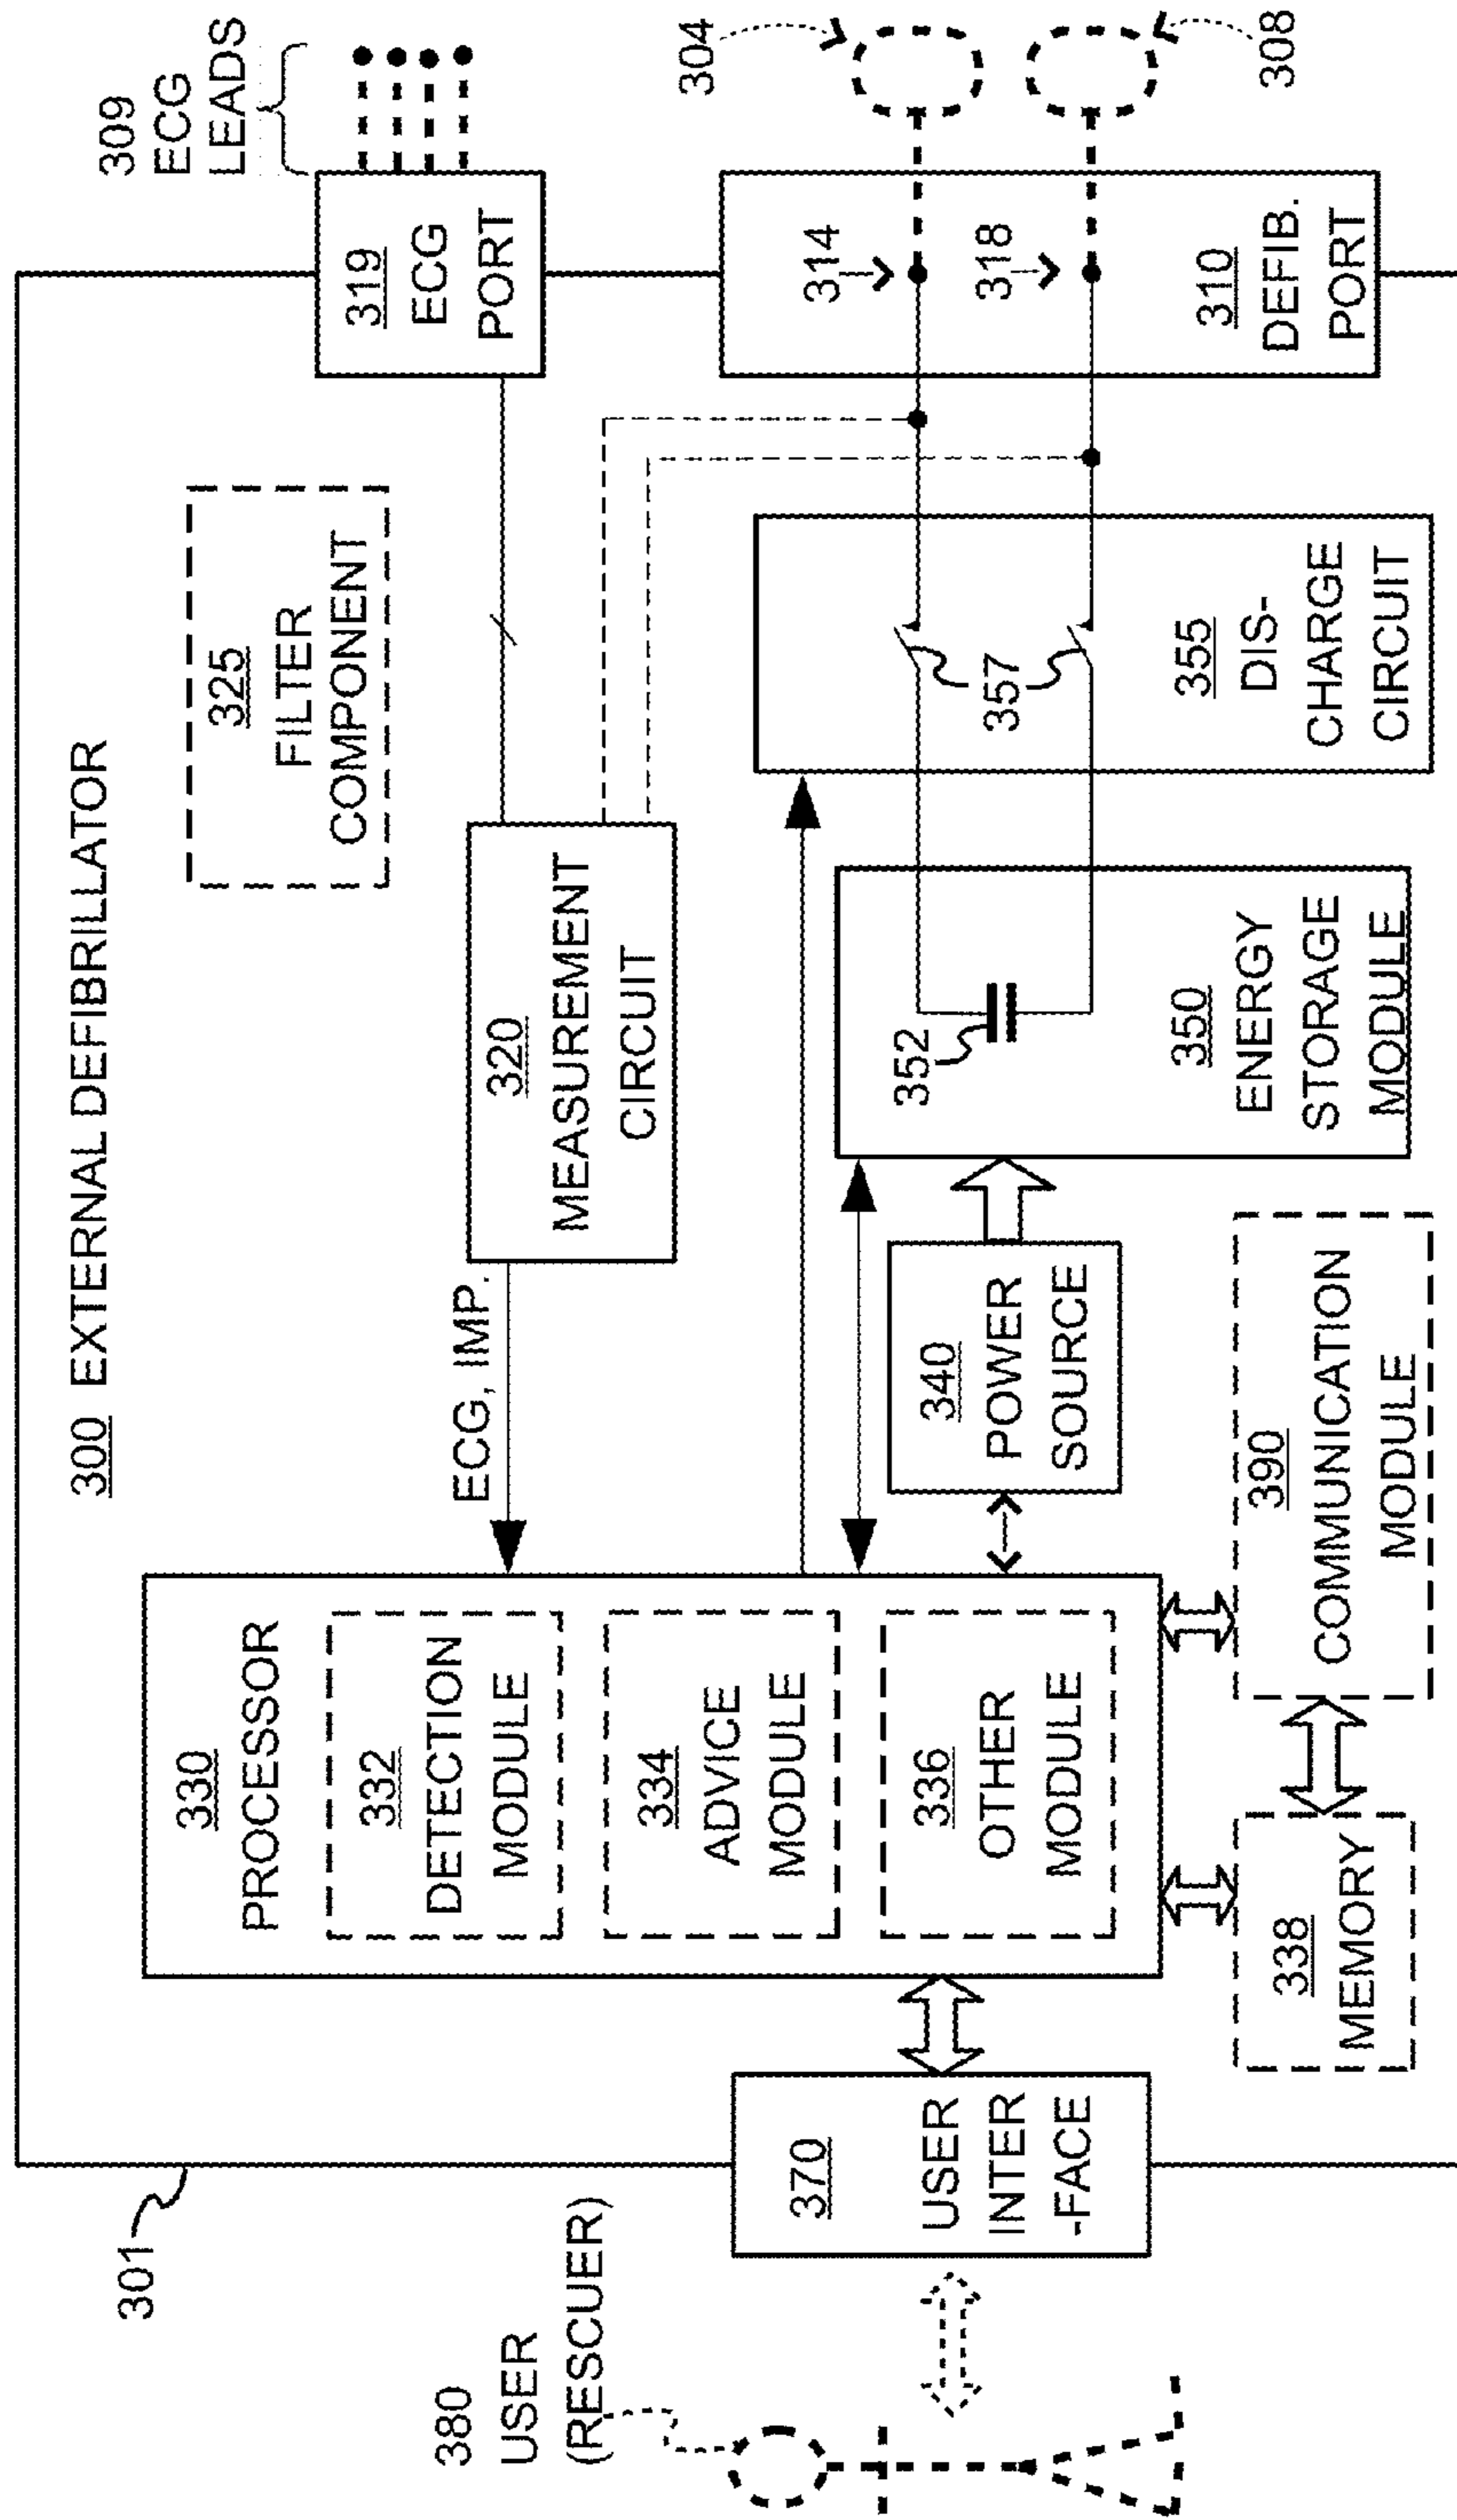 300 EXTERNAL DEFIBRILLATOR
301
309
ECG
LEADS
319
ECG
PORT
325
FILTER
COMPONENT
330
PROCESSOR
332
DETECTION
MODULE
334
ADVICE
MODULE
336
OTHER
MODULE
ECG, IMP.
320
MEASUREMENT
CIRCUIT
304
308
314
318
310
DEFIB.
PORT
380
USER
(RESCUER)
370
USER
INTER
-FACE
340
POWER
SOURCE
352
350
ENERGY
STORAGE
MODULE
357
355
DIS-
CHARGE
CIRCUIT
338
MEMORY
390
COMMUNICATION
MODULE